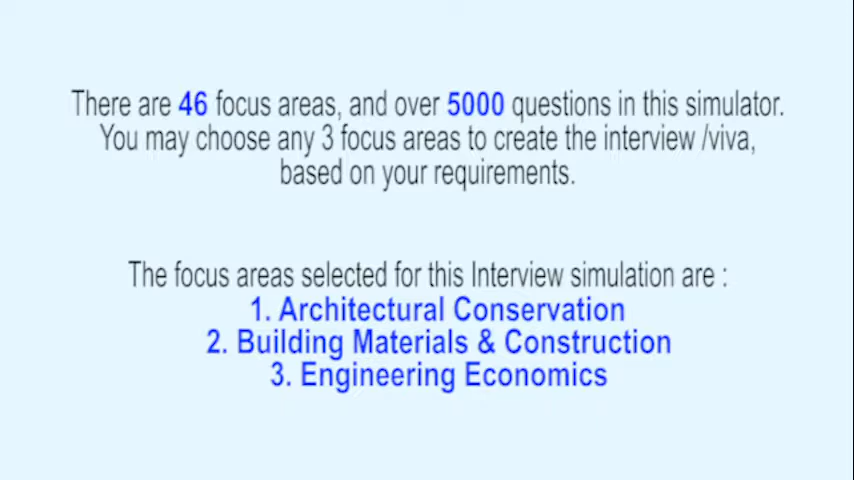 There are 46 focus areas, and over 5000 questions in this simulator.
You may choose any 3 focus areas to create the interview /viva,
based on your requirements.
The focus areas selected for this Interview simulation are :
1. Architectural Conservation
2. Building Materials & Construction
3. Engineering Economics